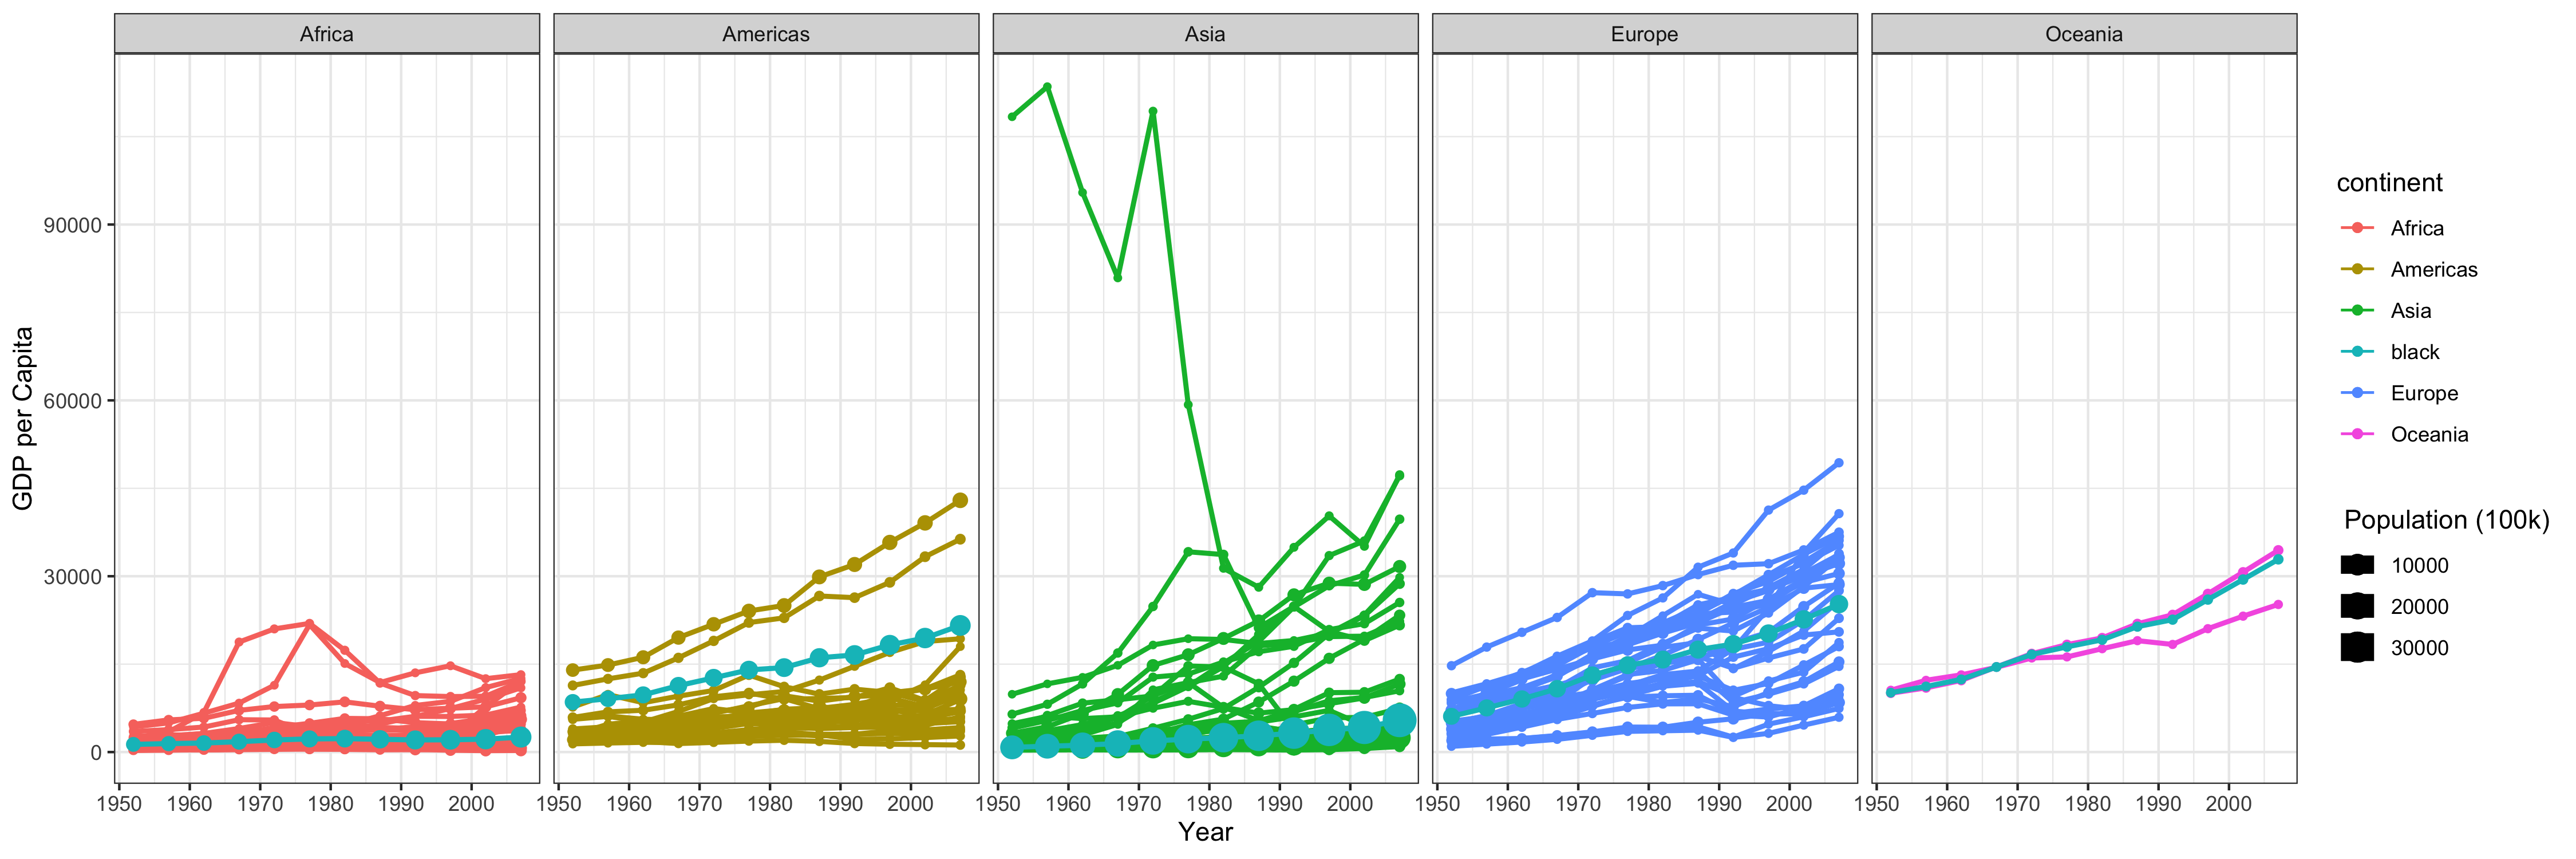 Africa
Americas
Asia
Europe
Oceania
GDP per Capita
90000
60000
30000
0
1950 1960 1970 1980 1990 2000
1950 1960 1970 1980 1990 2000
1950 1960 1970 1980 1990 2000
1950 1960 1970 1980 1990 2000
1950 1960 1970 1980 1990 2000
Year
continent
Africa
Americas
Asia
black
Europe
Oceania
Population (100k)
10000
20000
30000